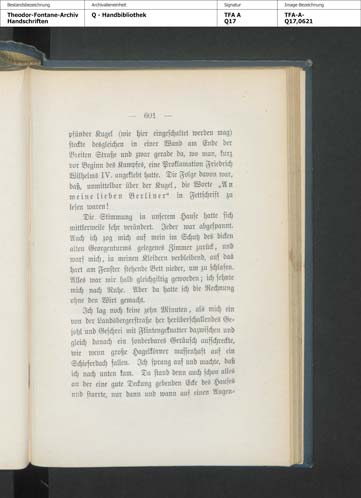 Bestandsbezeichnung
Theodor-Fontane-Archiv
Handschriften
Archivalieneinheit
Q - Handbibliothek
Signatur
TFA A
Q17
Image Bezeichnung
TFA-A-
Q17,0621
— 601 —
pfünder Kugel (wie hier eingeschaltet werden mag)
steckte desgleichen in einer Wand am Ende der
Breiten Straße und zwar gerade da, wo man, kurz
vor Beginn des Kampfes, eine Proklamation Friedrich
Wilhelms IV. angeklebt hatte. Die Folge davon war,
daß, unmittelbar über der Kugel, die Worte „An
meine lieben Berliner" in Fettschrift zu
lesen waren!
Die Stimmung in unserem Hause hatte sich
mittlerweile sehr verändert. Jeder war abgespannt.
Auch ich zog mich auf mein im Schutz des dicken
alten Georgenturms gelegenes Zimmer zurück, und
warf mich, in meinen Kleidern verbleibend, auf das
hart am Fenster stehende Bett nieder, um zu schlafen.
Alles war mir halb gleichgiltig geworden; ich sehnte
mich nach Ruhe. Aber da hatte ich die Rechnung
ohne den Wirt gemacht.
Ich lag noch keine zehn Minuten, als mich ein
von der Landsbergerstraße her herüberschallendes Ge-
johl und Geschrei mit Flintengeknatter dazwischen und
gleich danach ein sonderbares Geräusch aufschreckte,
wie wenn große Hagelkörner massenhaft auf ein
Schieferdach fallen. Ich sprang auf und machte, daß
ich nach unten kam. Da stand denn auch schon alles
an der eine gute Deckung gebenden Ecke des Hauses
und starrte, nur dann und wann auf einen Augen-